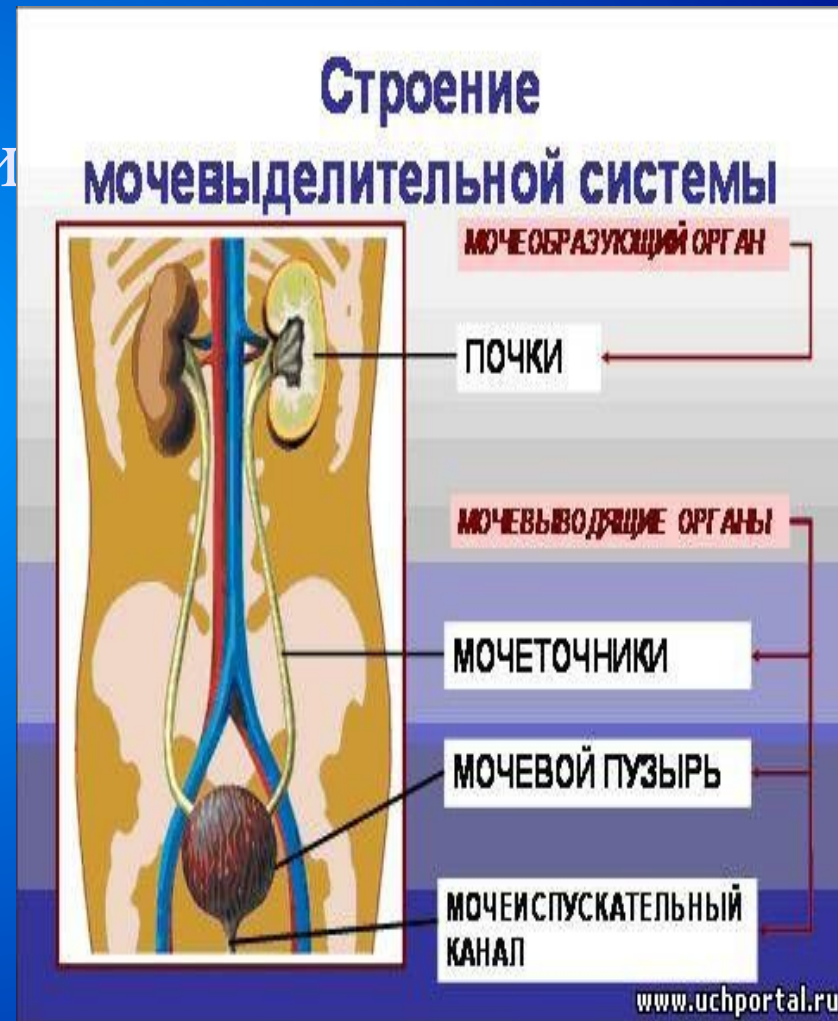 Строение
мочевыделительной системы
и
МОЧЕОБРАЗУЮЩИЙ ОРГАН
ПОЧКИ
МОЧЕВЫВОДЯЩИЕ ОРГАНЫ
МОЧЕТОЧНИКИ
МОЧЕВОЙ ПУЗЫРЬ
МОЧЕИСПУСКАТЕЛЬНЫЙ
КАНАЛ
www.uchportal.ru